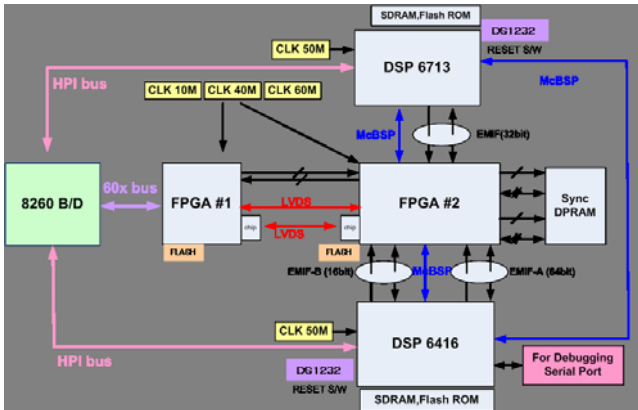 SDRAM,Flash ROM
DG1232
RESET S/W
CLK 50M
DSP 6713
HPI bus
McBSP
CLK 10M
CLK 40M
CLK 60M
McBSP
EMIF(32bit)
8260 B/D
60x bus
FPGA #1
LVDS
FPGA #2
Sync
DPRAM
chip
LVDS
chip
FLASH
FLASH
EMIF-B (16bit)
McBSP
EMIF-A (64bit)
CLK 50M
DSP 6416
HPI bus
DG1232
RESET S/W
For Debugging
Serial Port
SDRAM,Flash ROM